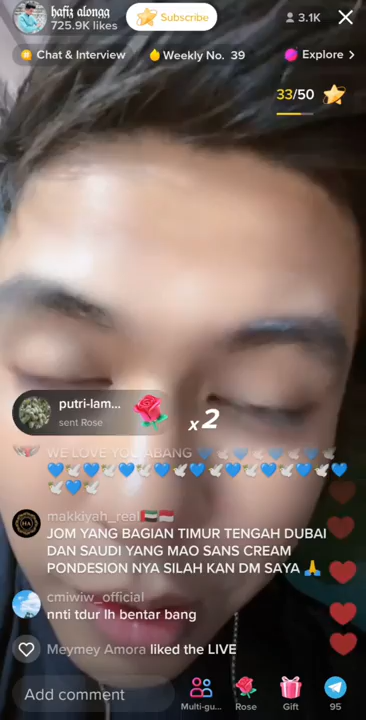 hafiz alongg
725.9K likes
Subscribe
3.1K
Chat & Interview
Weekly No. 39
Explore >
33/50
putri-lam...
sent Rose
x2
WE LOVE YOU ABANG 💙🕊💙🕊💙🕊💙🕊
💙🕊💙🕊💙🕊💙🕊💙🕊💙🕊💙
🕊💙🕊
makkiyah_real🇦🇪🇮🇩
JOM YANG BAGIAN TIMUR TENGAH DUBAI
DAN SAUDI YANG MAO SANS CREAM
PONDESION NYA SILAH KAN DM SAYA 🙏
cmiwiw_official
nnti tdur lh bentar bang
Meymey Amora liked the LIVE
Add comment
Multi-gu...
Rose
Gift
95